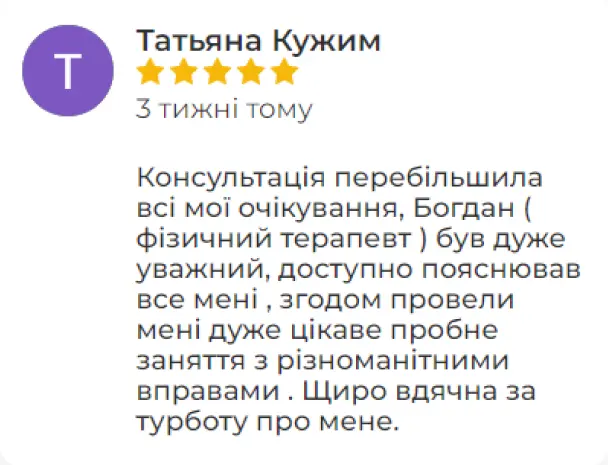 Т
Татьяна Кужим
3 тижні тому
Консультація перебільшила
всі мої очікування, Богдан (
фізичний терапевт ) був дуже
уважний, доступно пояснював
все мені , згодом провели
мені дуже цікаве пробне
заняття з різноманітними
вправами . Щиро вдячна за
турботу про мене.